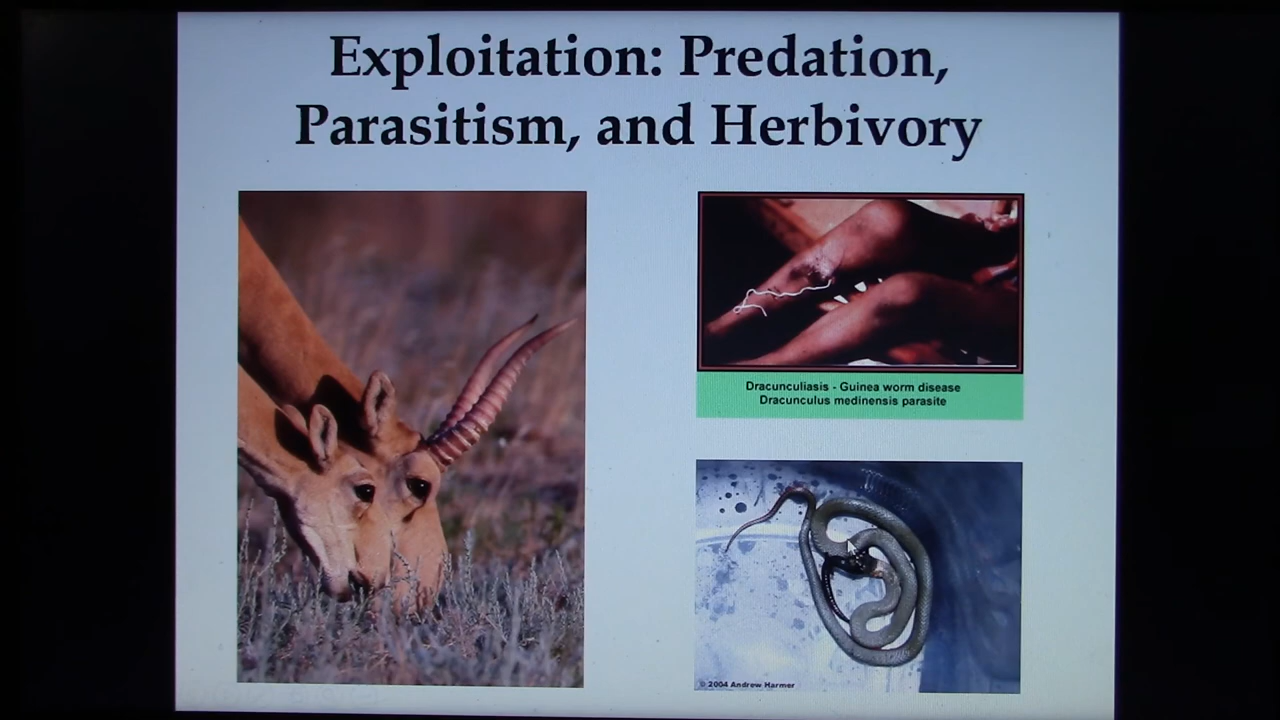 Exploitation: Predation,
Parasitism, and Herbivory
Dracunculiasis - Guinea worm disease
Dracunculus medinensis parasite
© 2004 Andrew Harmer